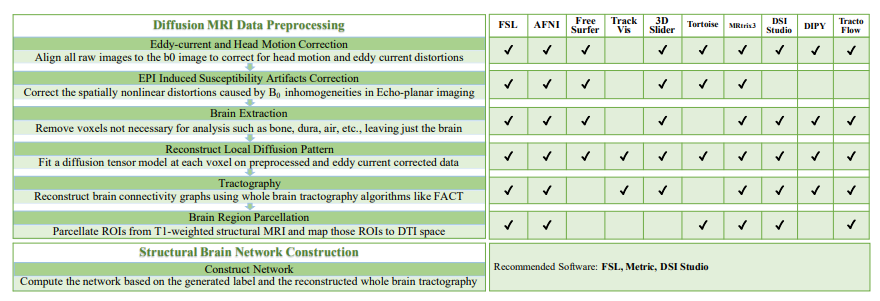 Diffusion MRI Data Preprocessing
FSL AFNI Free Surfer Track Vis 3D Slider Tortoise MRtrix3 DSI Studio DIPY Tracto Flow
Eddy-current and Head Motion Correction
Align all raw images to the b0 image to correct for head motion and eddy current distortions
✓ ✓ ✓ ✓ ✓ ✓ ✓ ✓ ✓
EPI Induced Susceptibility Artifacts Correction
Correct the spatially nonlinear distortions caused by B₀ inhomogeneities in Echo-planar imaging
✓ ✓ ✓ ✓ ✓ ✓
Brain Extraction
Remove voxels not necessary for analysis such as bone, dura, air, etc., leaving just the brain
✓ ✓ ✓ ✓ ✓ ✓ ✓ ✓
Reconstruct Local Diffusion Pattern
Fit a diffusion tensor model at each voxel on preprocessed and eddy current corrected data
✓ ✓ ✓ ✓ ✓ ✓ ✓ ✓ ✓ ✓
Tractography
Reconstruct brain connectivity graphs using whole brain tractography algorithms like FACT
✓ ✓ ✓ ✓ ✓ ✓ ✓ ✓
Brain Region Parcellation
Parcellate ROIs from T1-weighted structural MRI and map those ROIs to DTI space
✓ ✓ ✓ ✓ ✓ ✓
Structural Brain Network Construction
Construct Network
Compute the network based on the generated label and the reconstructed whole brain tractography
Recommended Software: FSL, Metric, DSI Studio